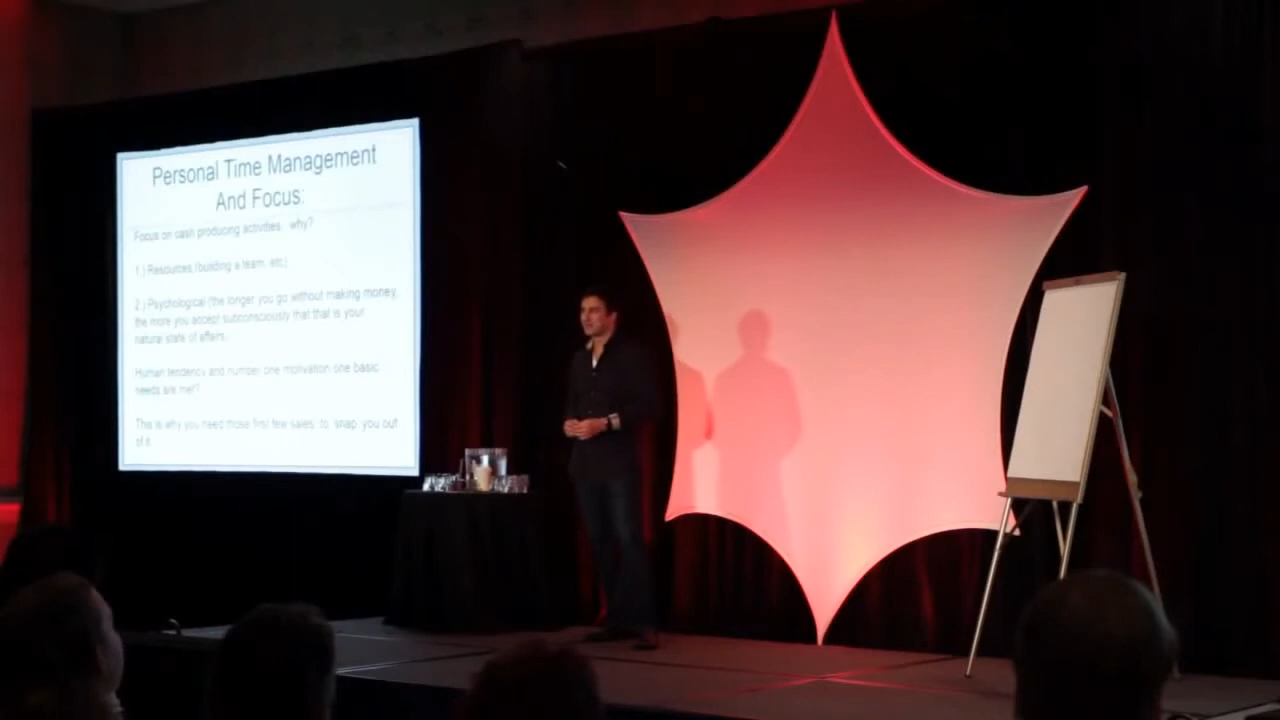 Personal Time Management
And Focus:
Focus on cash producing activities. why?
1.) Resources (building a team, etc.)
2.) Psychological (the longer you go without making money,
the more you accept subconsciously that that is your
natural state of affairs.
Human tendency and number one motivation one basic
needs are met?
This is why you need those first few sales, to snap you out
of it